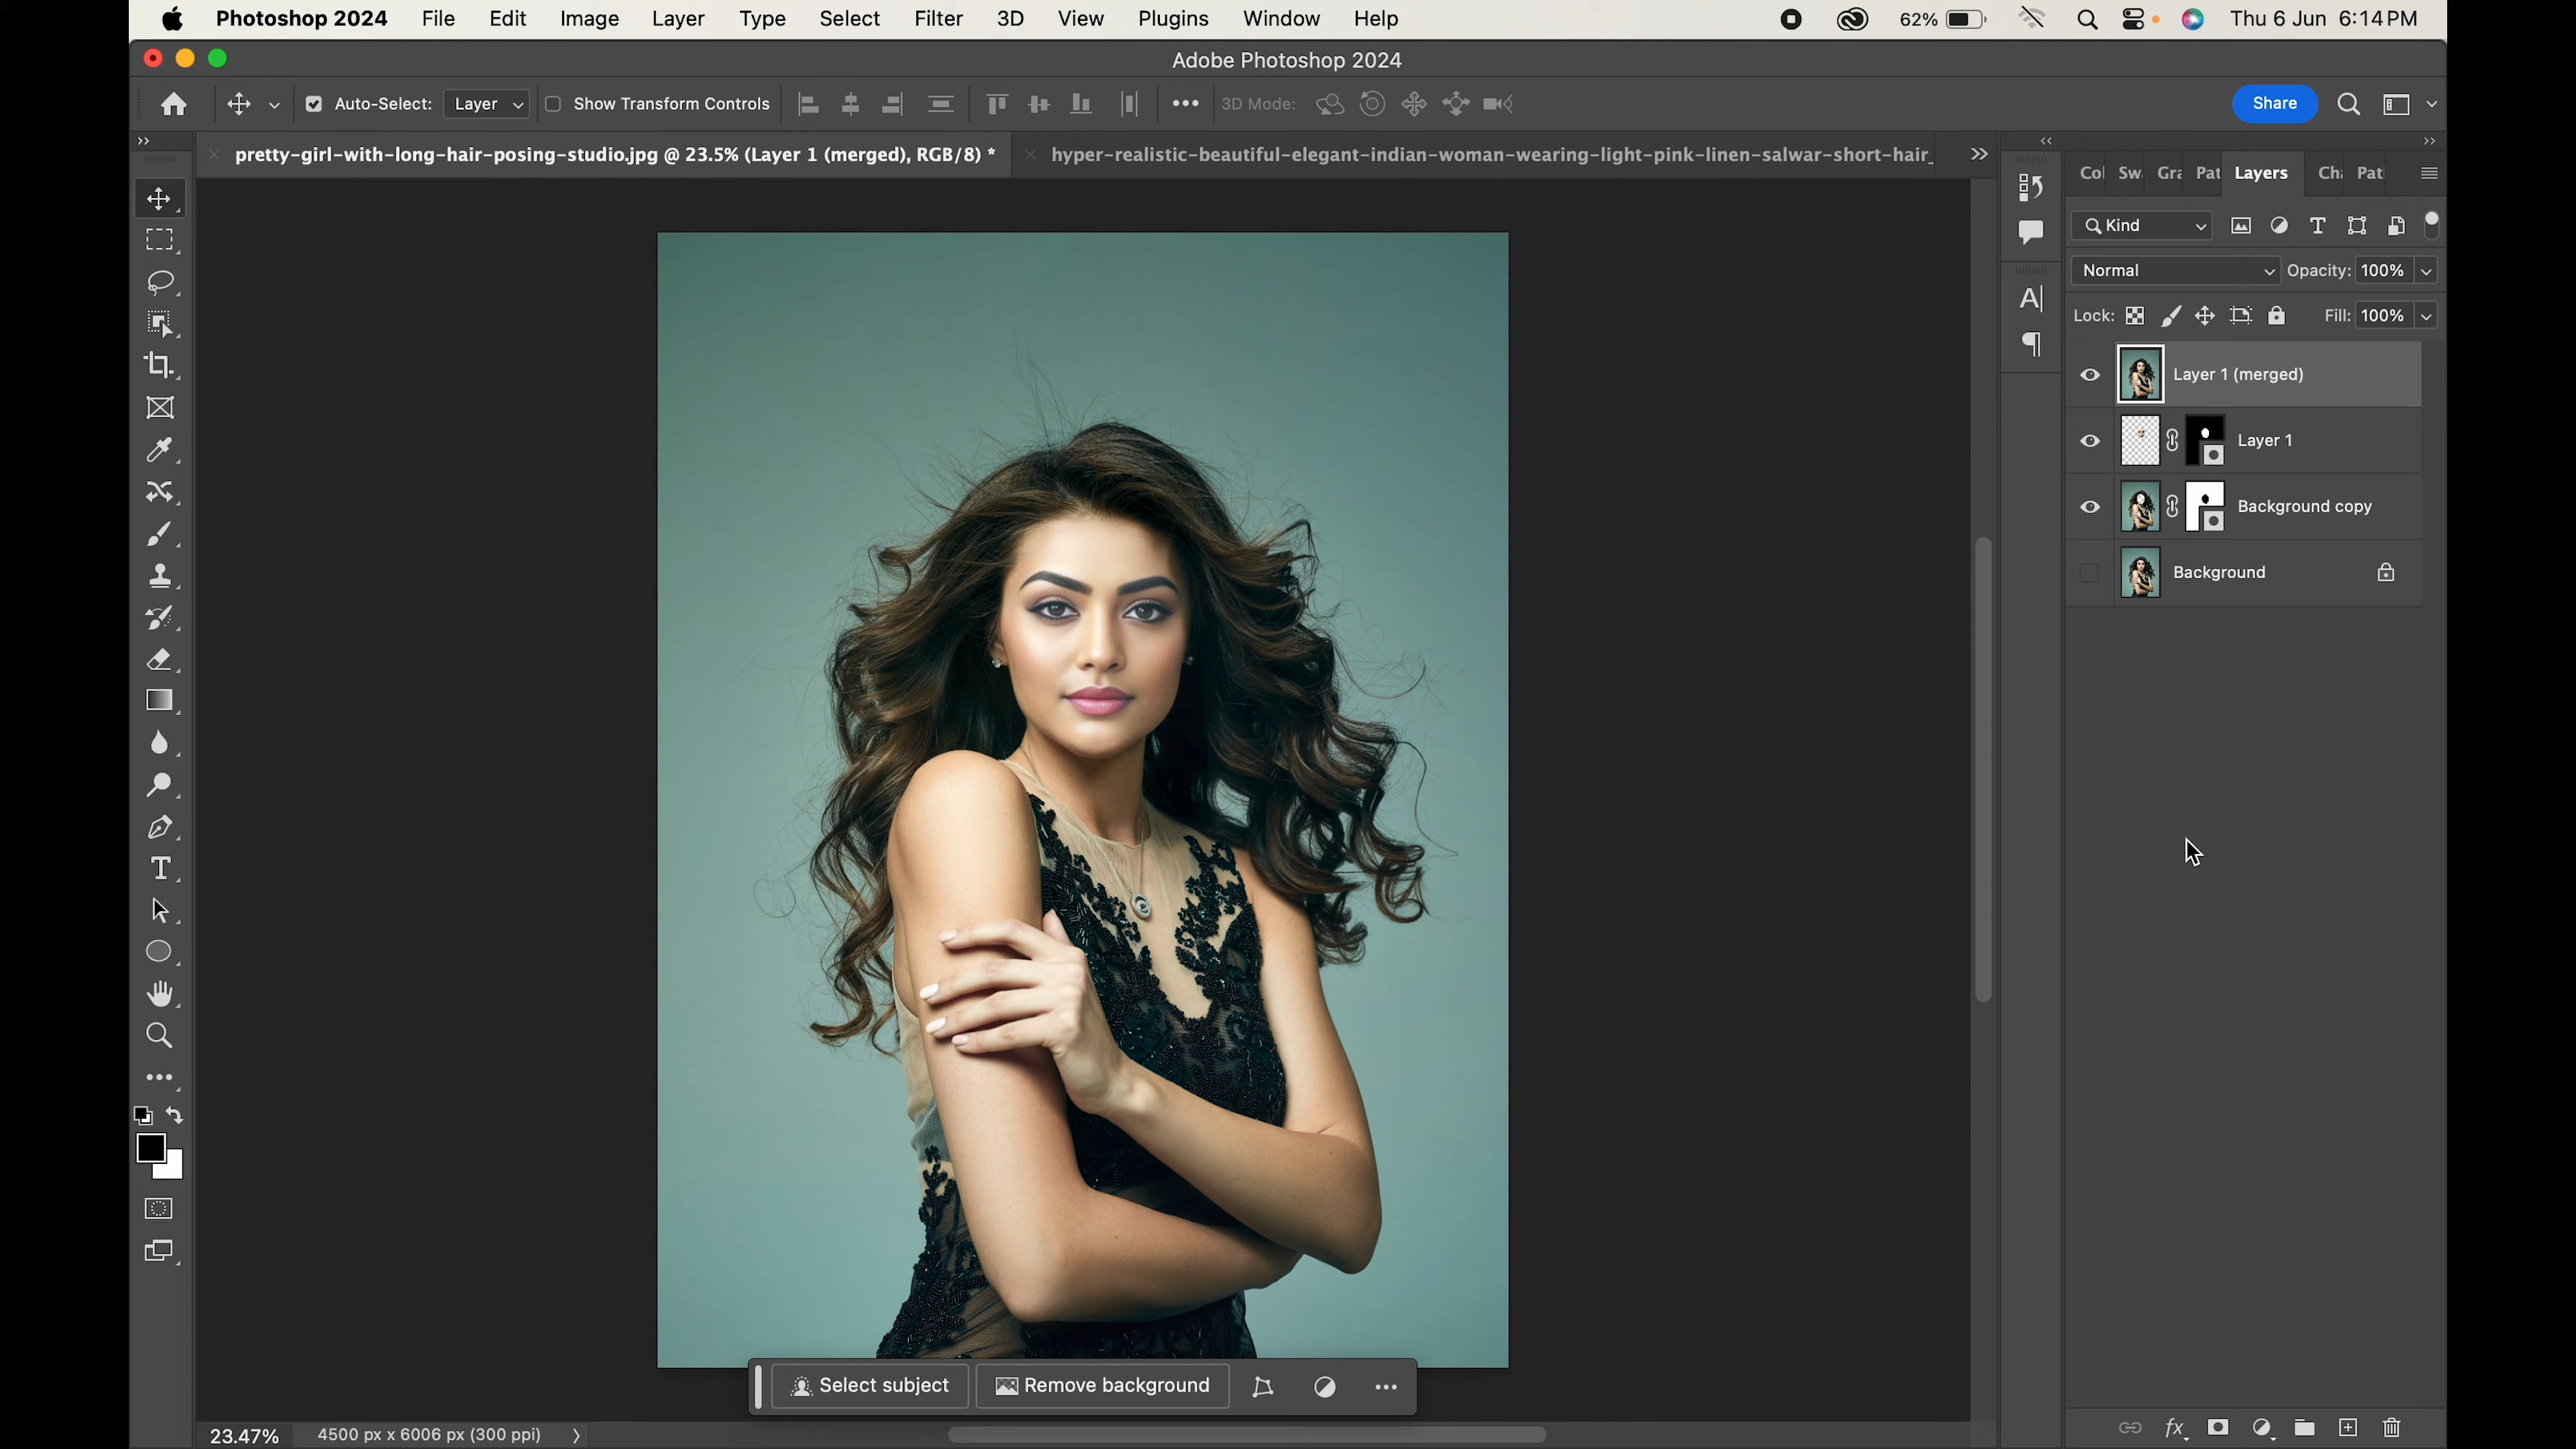 Photoshop 2024 File Edit Image Layer Type Select Filter 3D View Plugins Window Help 62% Thu 6 Jun 6:14 PM
Adobe Photoshop 2024
Auto-Select: Layer Show Transform Controls 3D Mode: Share
pretty-girl-with-long-hair-posing-studio.jpg @ 23.5% (Layer 1 (merged), RGB/8) * hyper-realistic-beautiful-elegant-indian-woman-wearing-light-pink-linen-salwar-short-hair_
Col Swa Gra Pat Layers Cha Pat
Kind
Normal Opacity: 100%
Lock: Fill: 100%
Layer 1 (merged)
Layer 1
Background copy
Background
Select subject Remove background
23.47% 4500 px x 6006 px (300 ppi)